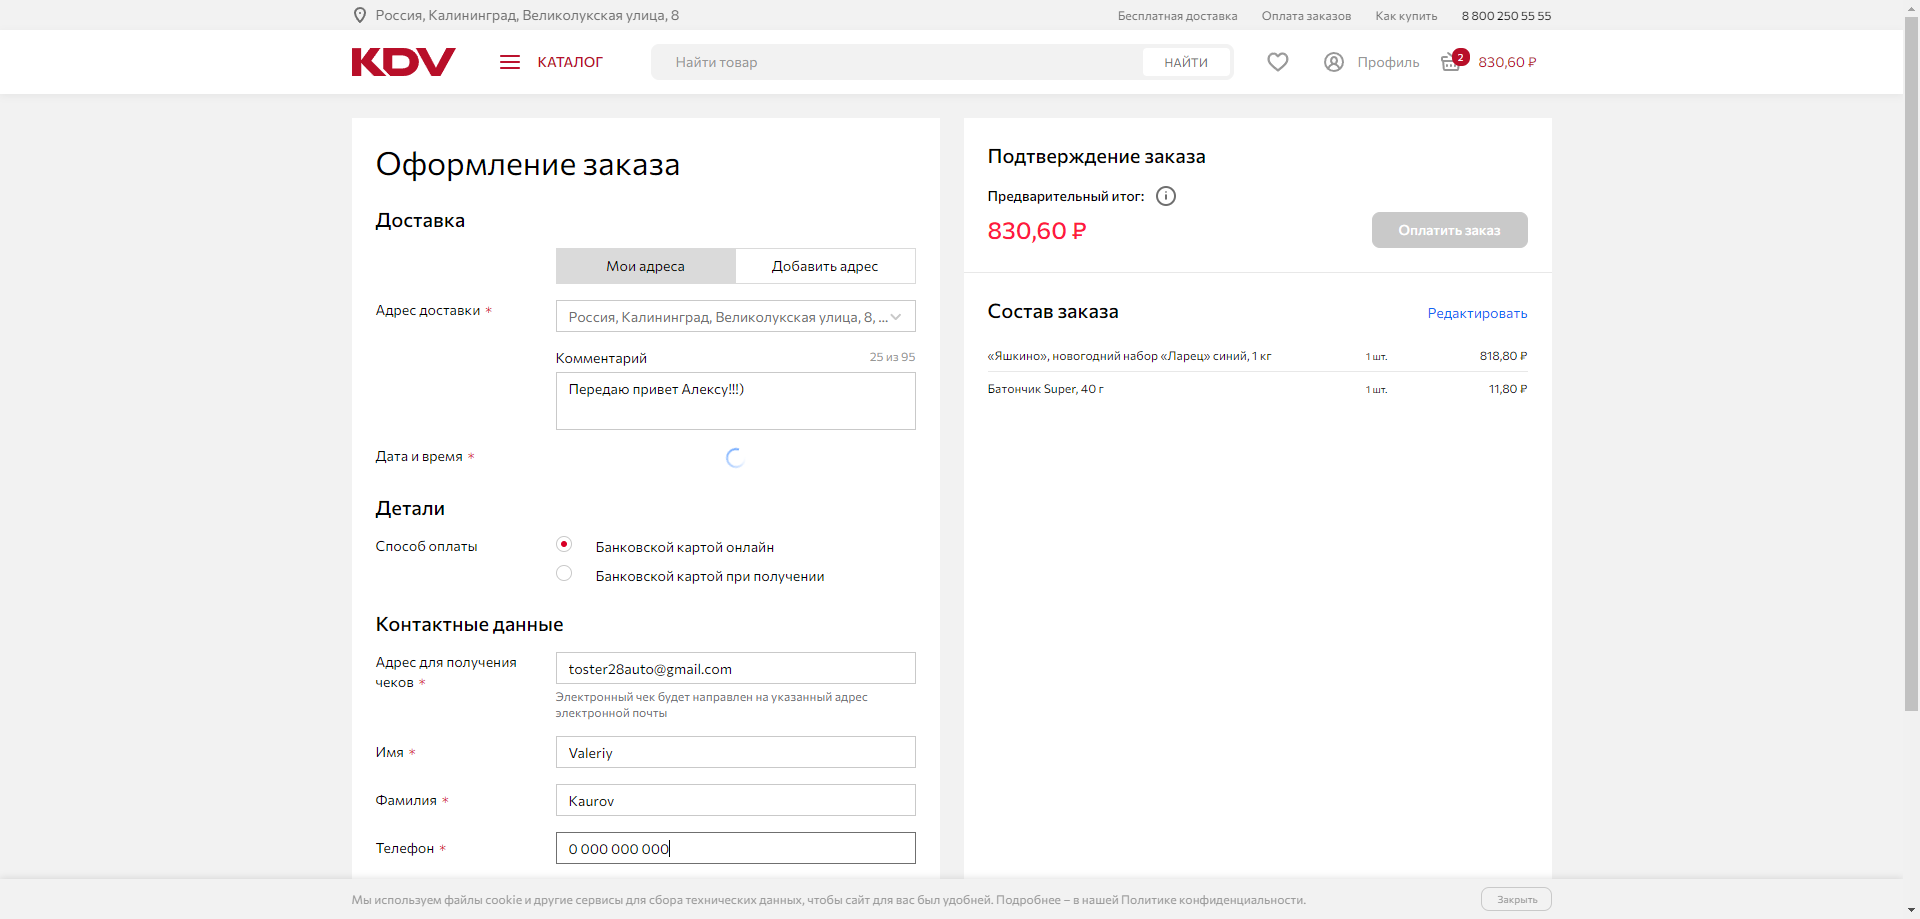 Россия, Калининград, Великолукская улица, 8
Бесплатная доставка
Оплата заказов
Как купить
8 800 250 55 55
KDV
КАТАЛОГ
Найти товар
НАЙТИ
Профиль
2
830,60 ₽
Оформление заказа
Доставка
Мои адреса
Добавить адрес
Адрес доставки *
Россия, Калининград, Великолукская улица, 8, ...
Комментарий
25 из 95
Передаю привет Алексу!!!)
Дата и время *
Детали
Способ оплаты
Банковской картой онлайн
Банковской картой при получении
Контактные данные
Адрес для получения
чеков *
toster28auto@gmail.com
Электронный чек будет направлен на указанный адрес
электронной почты
Имя *
Valeriy
Фамилия *
Kaurov
Телефон *
0 000 000 000
Подтверждение заказа
Предварительный итог:
830,60 ₽
Оплатить заказ
Состав заказа
Редактировать
«Яшкино», новогодний набор «Ларец» синий, 1 кг
1 шт.
818,80 ₽
Батончик Super, 40 г
1 шт.
11,80 ₽
Мы используем файлы cookie и другие сервисы для сбора технических данных, чтобы сайт для вас был удобней. Подробнее – в нашей Политике конфиденциальности.
Закрыть